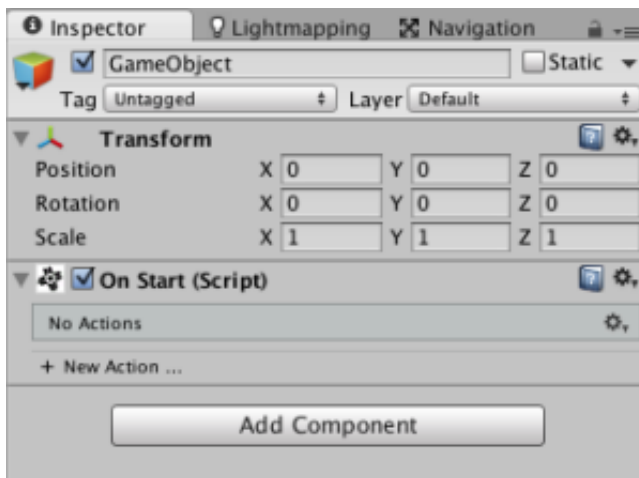 Inspector Lightmapping Navigation
GameObject Static
Tag Untagged Layer Default
Transform
Position X 0 Y 0 Z 0
Rotation X 0 Y 0 Z 0
Scale X 1 Y 1 Z 1
On Start (Script)
No Actions
+ New Action ...
Add Component